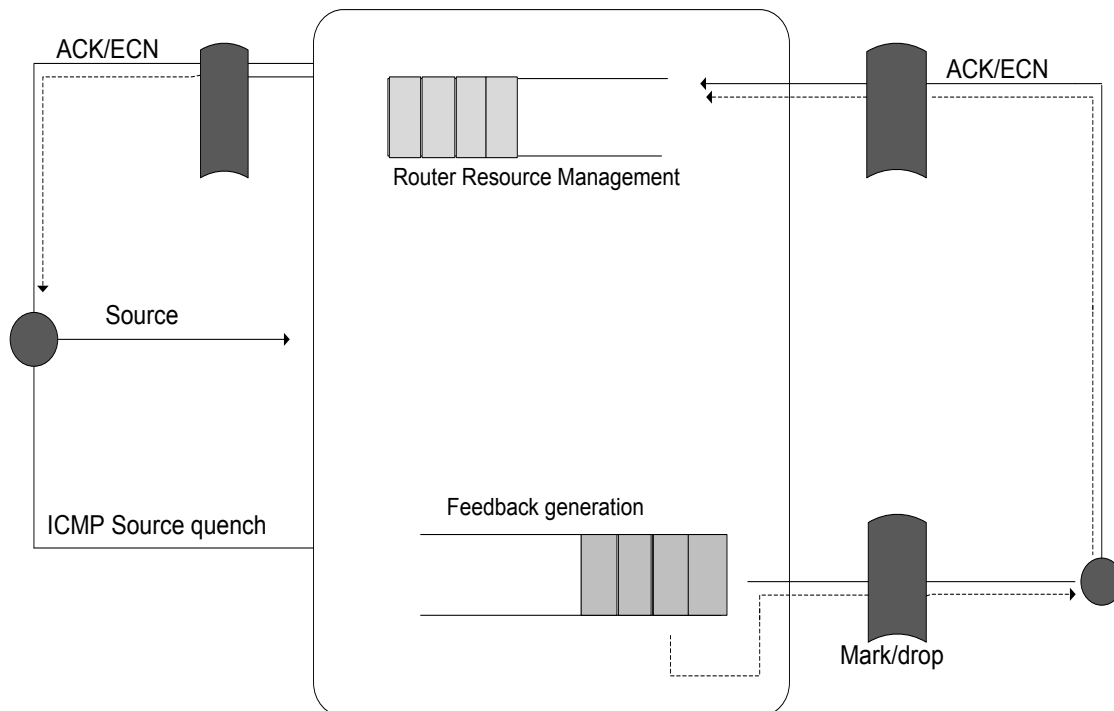 ACK/ECN
ACK/ECN
Router Resource Management
Source
Feedback generation
ICMP Source quench
Mark/drop